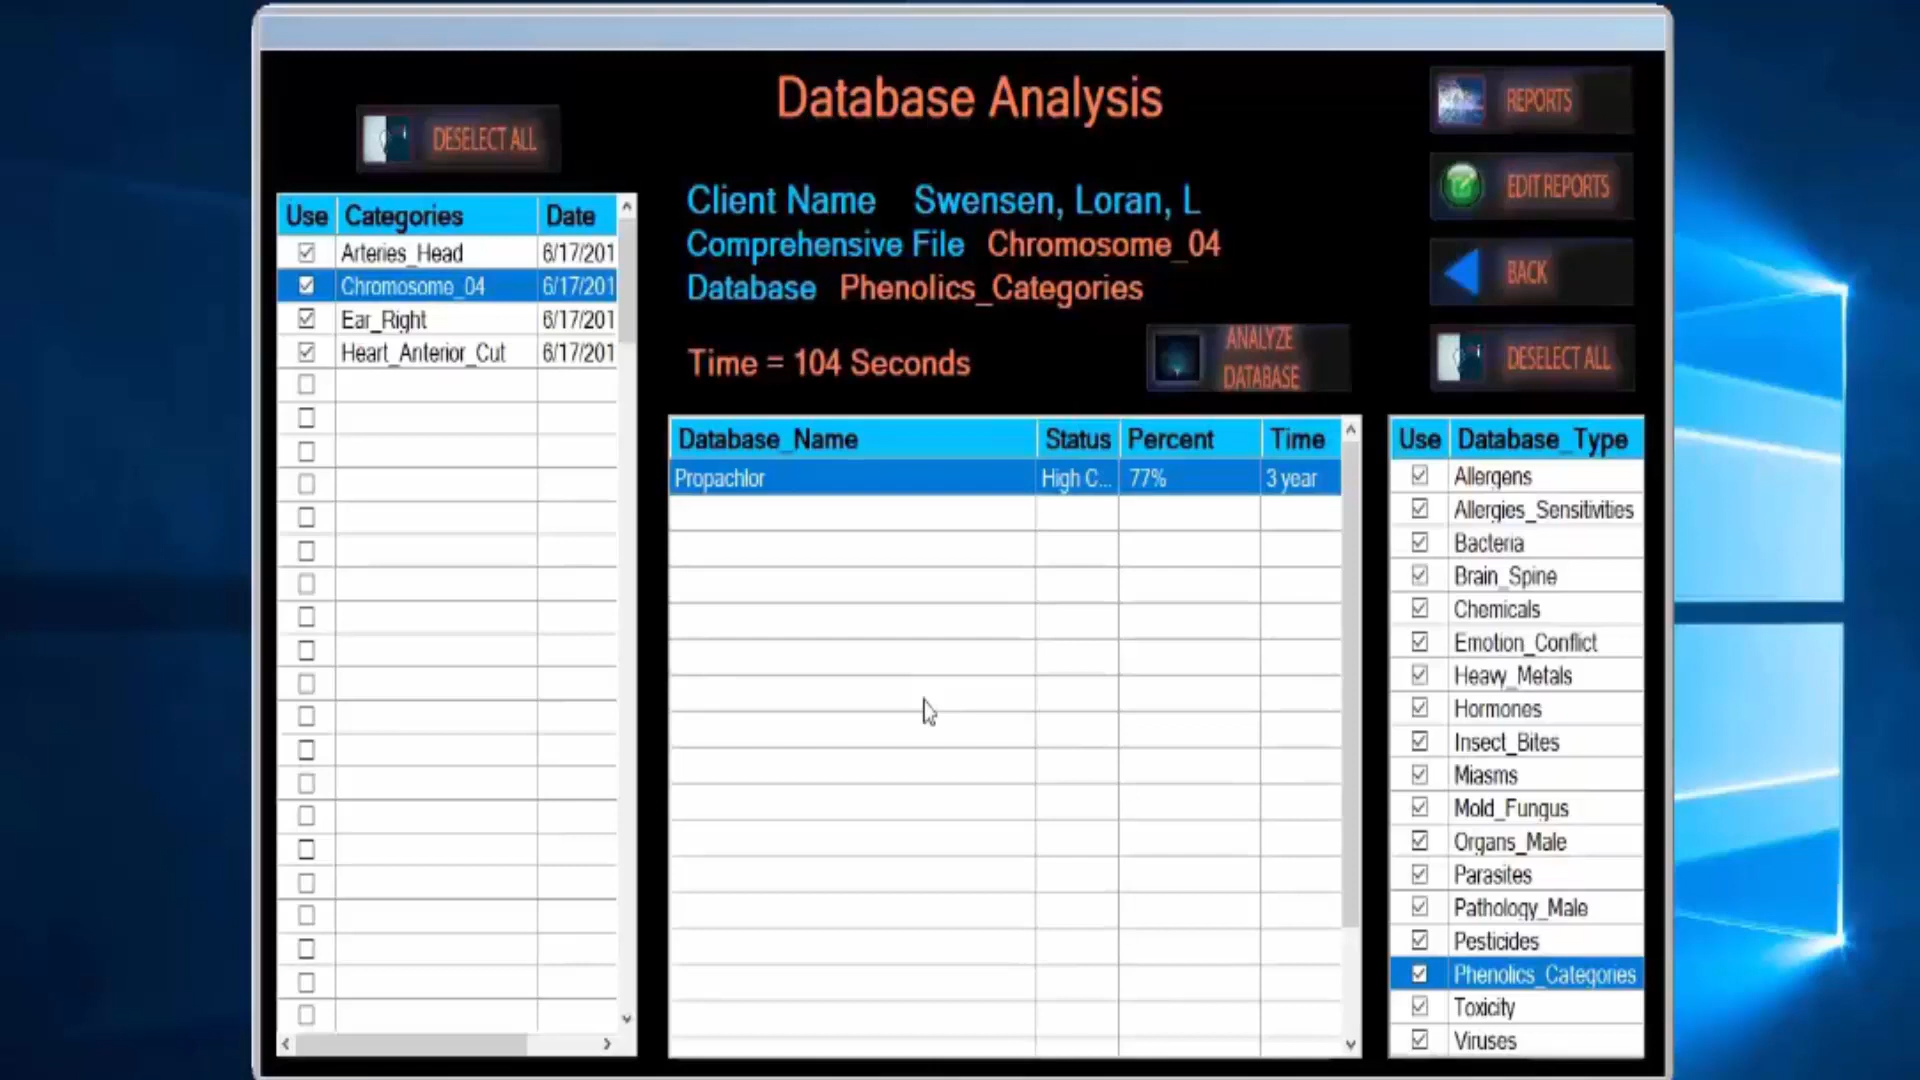 Database Analysis
DESELECT ALL
REPORTS
EDIT REPORTS
BACK
DESELECT ALL
Client Name Swensen, Loran, L
Comprehensive File Chromosome_04
Database Phenolics_Categories
Time = 104 Seconds
ANALYZE
DATABASE
Use Categories Date
Arteries_Head 6/17/201
Chromosome_04 6/17/201
Ear_Right 6/17/201
Heart_Anterior_Cut 6/17/201
Database_Name Status Percent Time
Propachlor High C... 77% 3 year
Use Database_Type
Allergens
Allergies_Sensitivities
Bacteria
Brain_Spine
Chemicals
Emotion_Conflict
Heavy_Metals
Hormones
Insect_Bites
Miasms
Mold_Fungus
Organs_Male
Parasites
Pathology_Male
Pesticides
Phenolics_Categories
Toxicity
Viruses